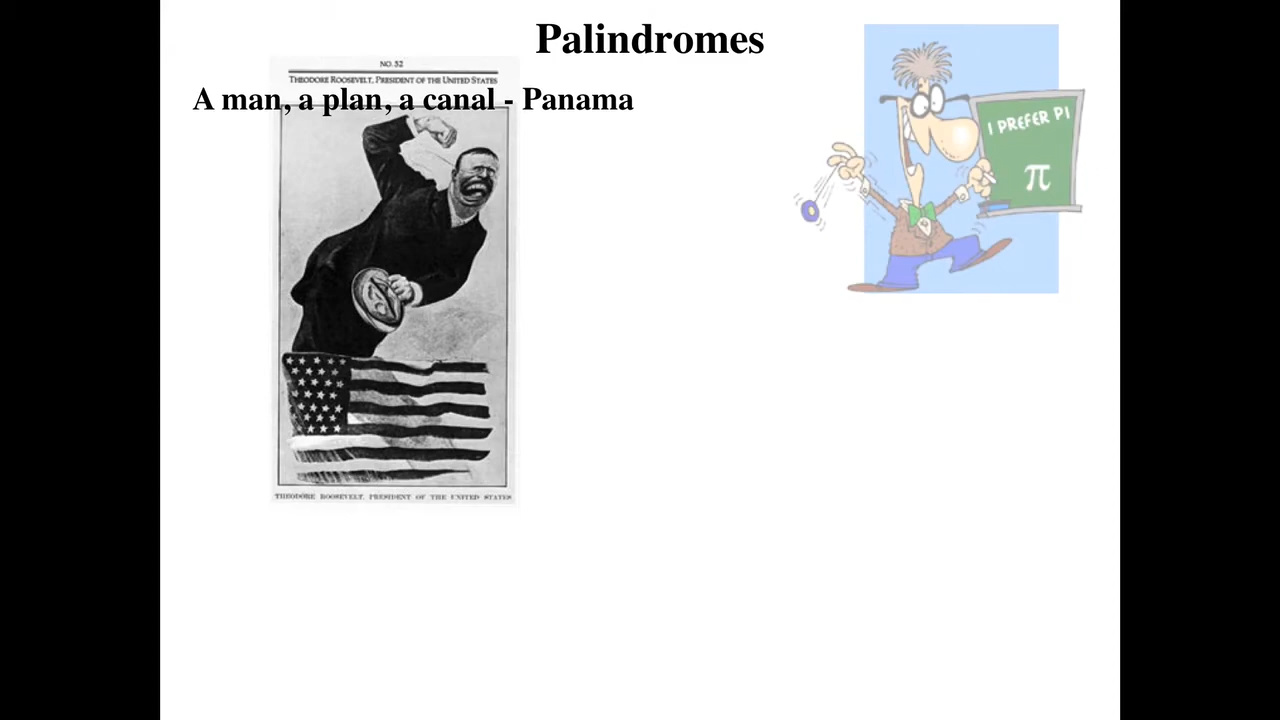 Palindromes
NO. 52
THEODORE ROOSEVELT, PRESIDENT OF THE UNITED STATES
A man, a plan, a canal - Panama
I PREFER PI
π
THEODORE ROOSEVELT, PRESIDENT OF THE UNITED STATES